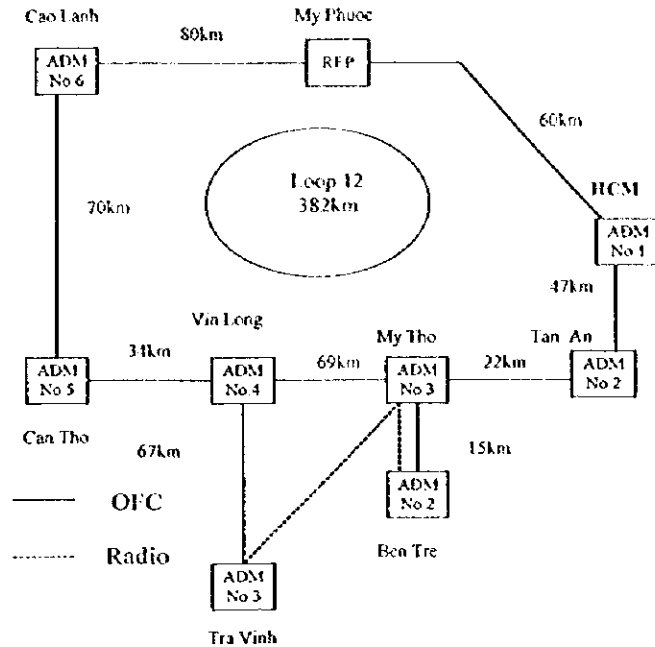 Cao Lanh
My Phuoc
80km
ADM
No 6
REP
60km
Loop 12
382km
HCM
70km
ADM
No 1
47km
Vin Long
My Tho
Tan An
34km
69km
22km
ADM
No 5
ADM
No.4
ADM
No 3
ADM
No 2
Can Tho
67km
15km
ADM
No 2
OFC
Radio
Ben Tre
ADM
No 3
Tra Vinh